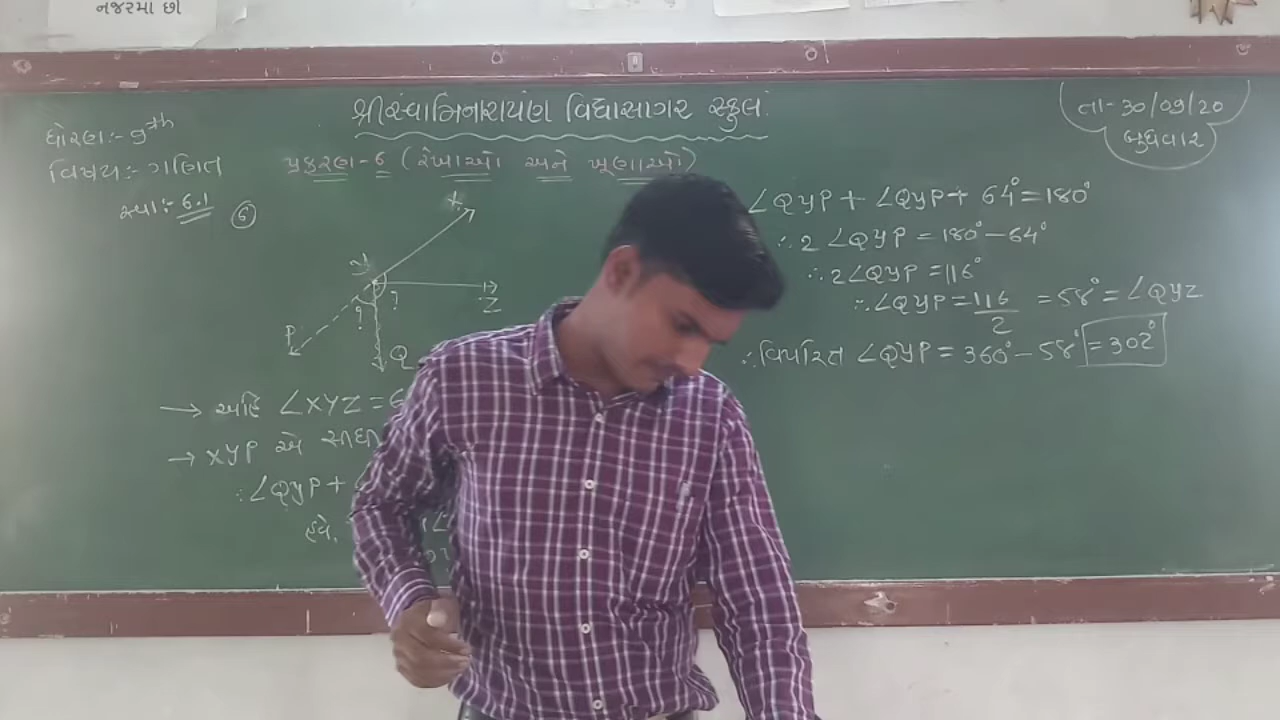 નજરમા છો
શ્રી સ્વામિનારાયણ વિદ્યાસાગર સ્કુલ.
તા-30/09/20
બુધવાર
ધોરણ:- 9th
વિષય:- ગણિત
પ્રકરણ-6 (રેખાઓ અને ખૂણાઓ)
સ્વા:- 6.1 ⑤
X
Y
Z
?
?
P
Q
→ અહિ ∠XYZ = 6
→ XYP એ
∴ ∠QYP +
હવે,
∠QYP + ∠QYP + 64° = 180°
∴ 2 ∠QYP = 180° - 64°
∴ 2∠QYP = 116°
∴ ∠QYP = 116/2 = 58° = ∠QYZ
∴ વિપરિત ∠QYP = 360° - 58° = 302°